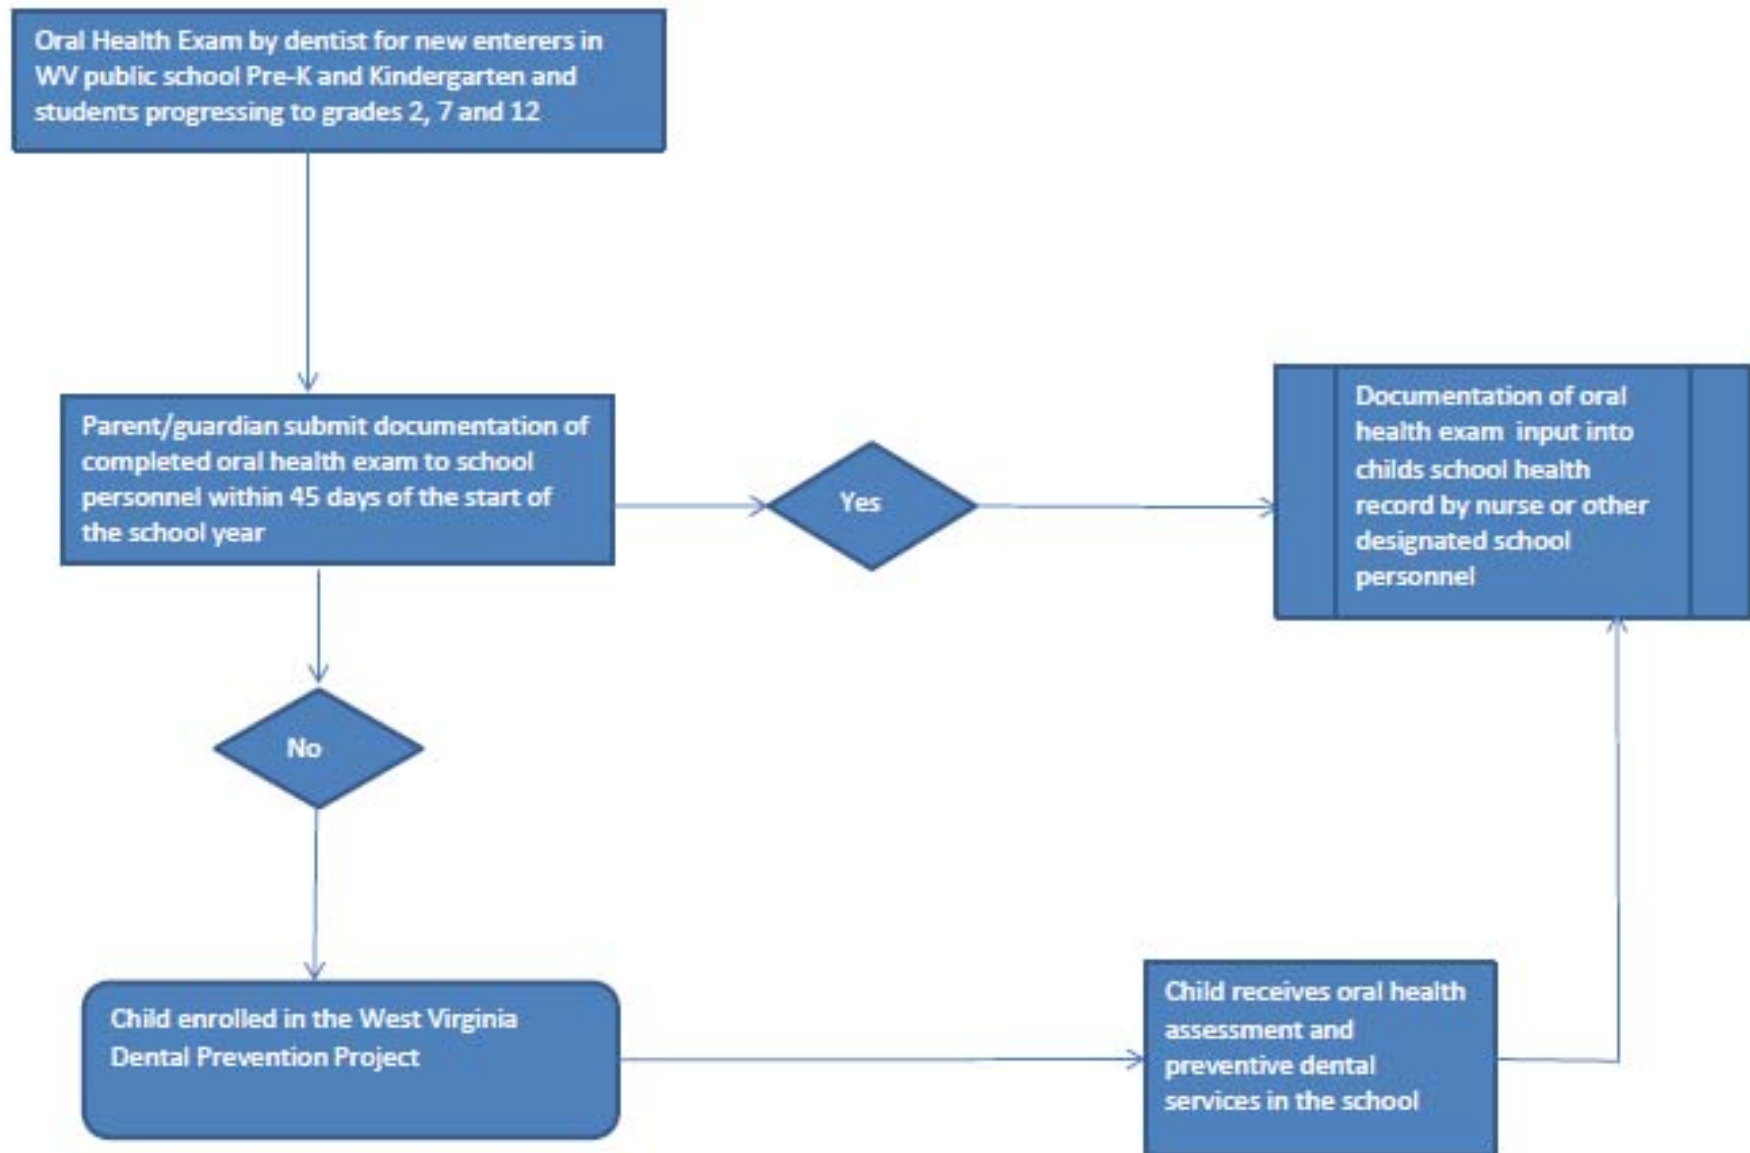 Oral Health Exam by dentist for new enterers in
WV public school Pre-K and Kindergarten and
students progressing to grades 2, 7 and 12
Parent/guardian submit documentation of
completed oral health exam to school
personnel within 45 days of the start of
the school year
Yes
Documentation of oral
health exam input into
childs school health
record by nurse or other
designated school
personnel
No
Child enrolled in the West Virginia
Dental Prevention Project
Child receives oral health
assessment and
preventive dental
services in the school